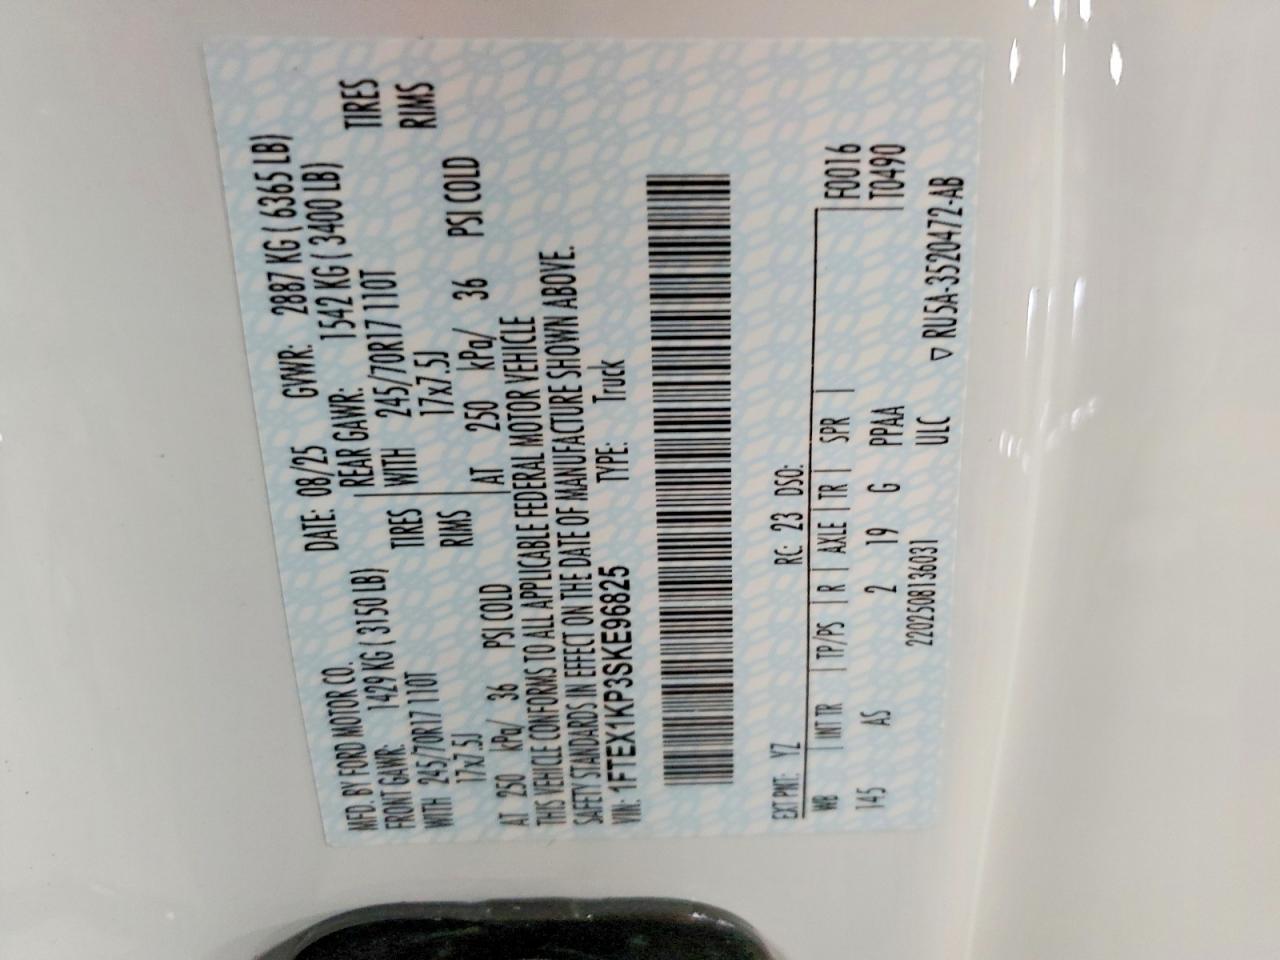 MFD. BY FORD MOTOR CO. DATE: 08/25 GVWR: 2887 KG ( 6365 LB)
FRONT GAWR: 1429 KG ( 3150 LB) REAR GAWR: 1542 KG ( 3400 LB)
WITH 245/70R17 110T TIRES WITH 245/70R17 110T TIRES
17x7.5J RIMS 17x7.5J RIMS
AT 250 kPa/ 36 PSI COLD AT 250 kPa/ 36 PSI COLD
THIS VEHICLE CONFORMS TO ALL APPLICABLE FEDERAL MOTOR VEHICLE
SAFETY STANDARDS IN EFFECT ON THE DATE OF MANUFACTURE SHOWN ABOVE.
VIN: 1FTEX1KP3SKE96825 TYPE: Truck
EXT PNT: YZ RC: 23 DSO:
WB INT TR TP/PS R AXLE TR SPR F0016
145 AS 2 19 G PPAA T0490
2202508136031 ULC ▽ RU5A-3520472-AB